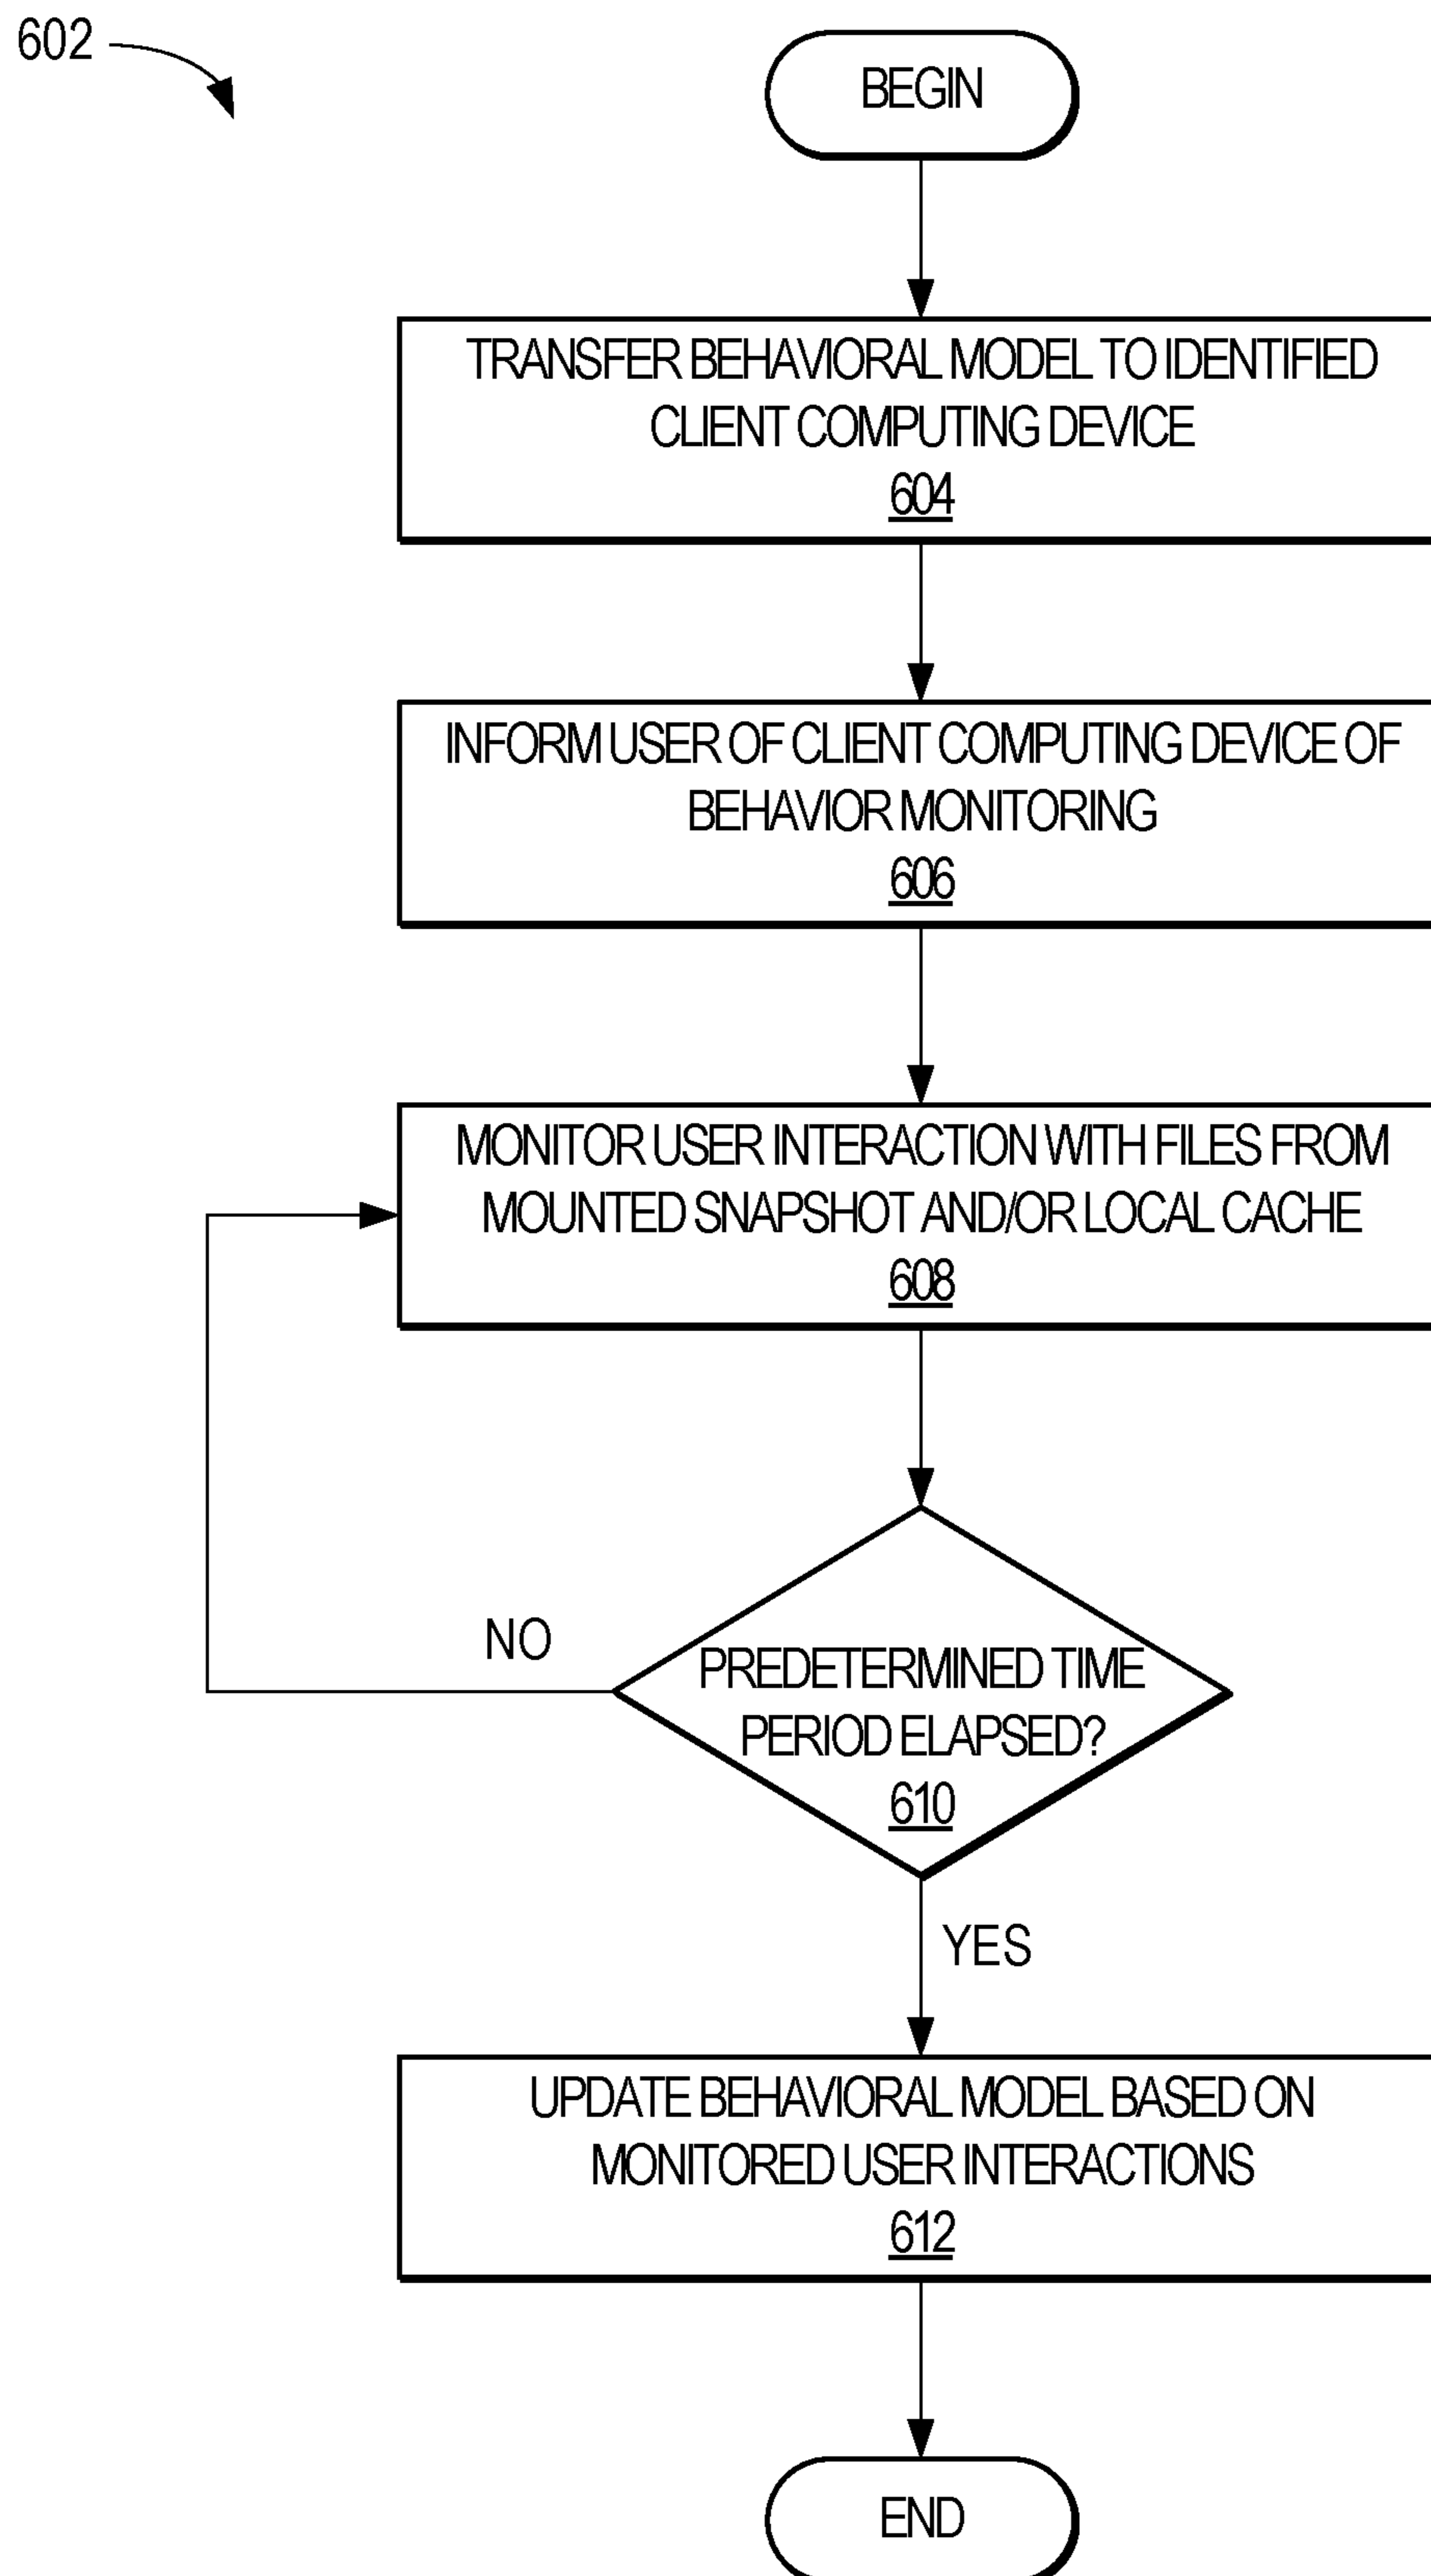 602
BEGIN
TRANSFER BEHAVIORAL MODEL TO IDENTIFIED
CLIENT COMPUTING DEVICE
604
INFORM USER OF CLIENT COMPUTING DEVICE OF
BEHAVIOR MONITORING
606
MONITOR USER INTERACTION WITH FILES FROM
MOUNTED SNAPSHOT AND/OR LOCAL CACHE
608
NO
PREDETERMINED TIME
PERIOD ELAPSED?
610
YES
UPDATE BEHAVIORAL MODEL BASED ON
MONITORED USER INTERACTIONS
612
END